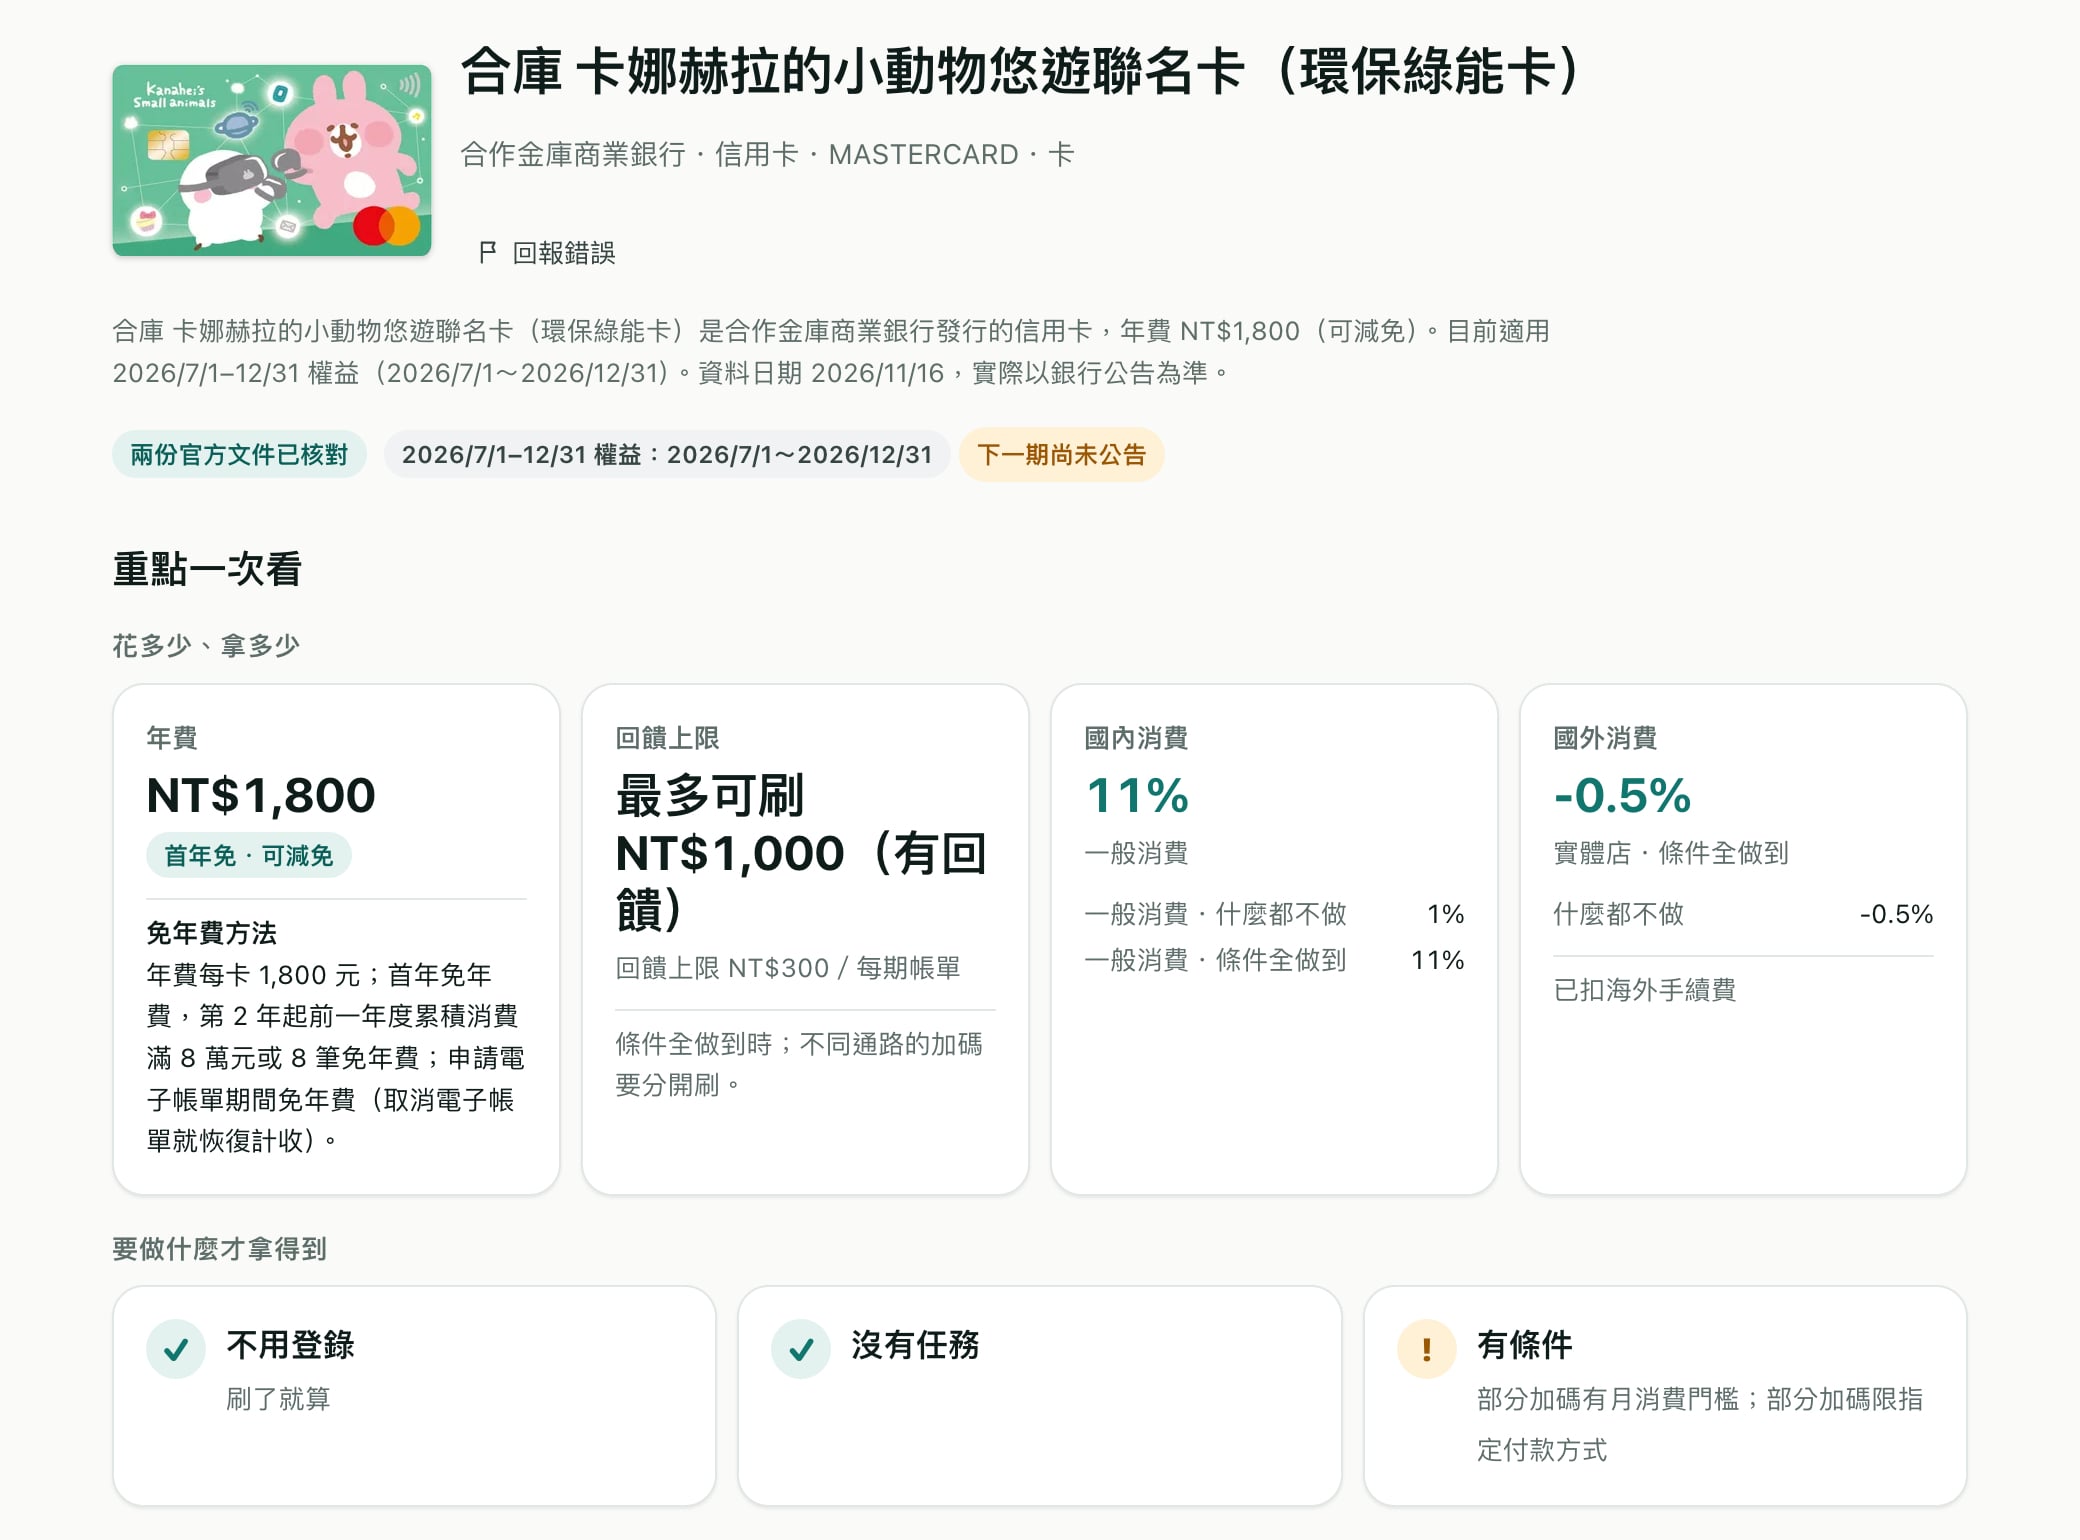 Kanahei's
Small animals
合庫 卡娜赫拉的小動物悠遊聯名卡（環保綠能卡）
合作金庫商業銀行 · 信用卡 · MASTERCARD · 卡
回報錯誤
合庫 卡娜赫拉的小動物悠遊聯名卡（環保綠能卡）是合作金庫商業銀行發行的信用卡，年費 NT$1,800（可減免）。目前適用
2026/7/1–12/31 權益（2026/7/1～2026/12/31）。資料日期 2026/11/16，實際以銀行公告為準。
兩份官方文件已核對
2026/7/1–12/31 權益：2026/7/1～2026/12/31
下一期尚未公告
重點一次看
花多少、拿多少
年費
NT$1,800
首年免 · 可減免
免年費方法
年費每卡 1,800 元；首年免年
費，第 2 年起前一年度累積消費
滿 8 萬元或 8 筆免年費；申請電
子帳單期間免年費（取消電子帳
單就恢復計收）。
回饋上限
最多可刷
NT$1,000（有回
饋）
回饋上限 NT$300 / 每期帳單
條件全做到時；不同通路的加碼
要分開刷。
國內消費
11%
一般消費
一般消費 · 什麼都不做 1%
一般消費 · 條件全做到 11%
國外消費
-0.5%
實體店 · 條件全做到
什麼都不做 -0.5%
已扣海外手續費
要做什麼才拿得到
不用登錄
刷了就算
沒有任務
有條件
部分加碼有月消費門檻；部分加碼限指
定付款方式